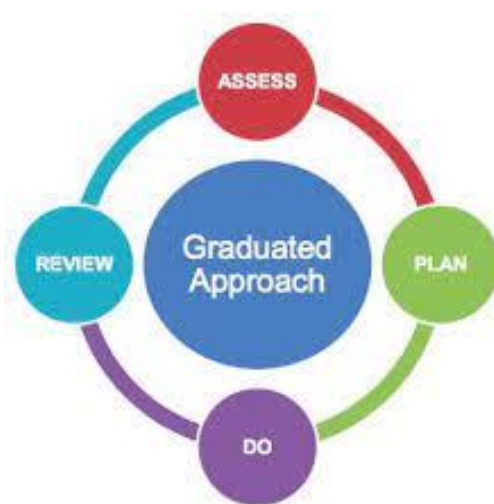 ASSESS
REVIEW
Graduated
Approach
PLAN
DO